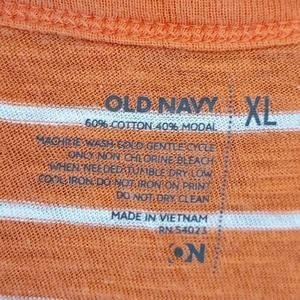 OLD NAVY XL
60% COTTON 40% MODAL
MACHINE WASH COLD GENTLE CYCLE
ONLY NON CHLORINE BLEACH
WHEN NEEDED TUMBLE DRY LOW
COOL IRON DO NOT IRON ON PRINT
DO NOT DRY CLEAN
MADE IN VIETNAM
RN 54023
ON